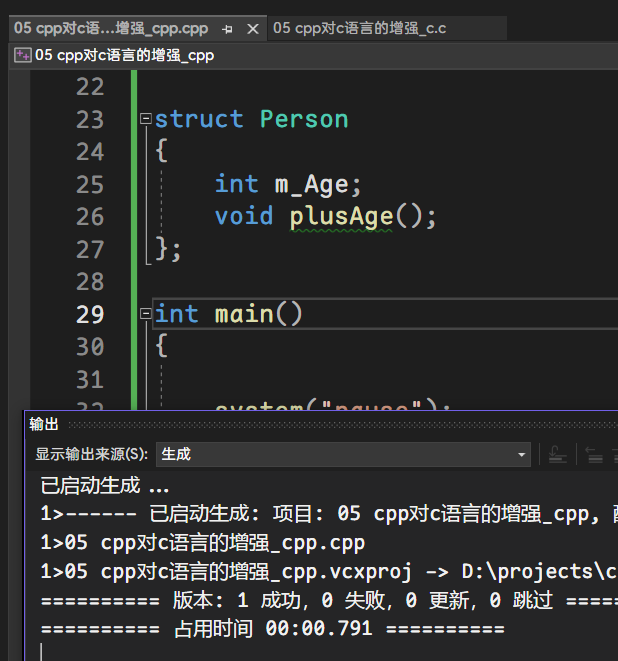 05 cpp对c语...增强_cpp.cpp
05 cpp对c语言的增强_c.c
05 cpp对c语言的增强_cpp
22
23 struct Person
24 {
25 int m_Age;
26 void plusAge();
27 };
28
29 int main()
30 {
31
system("pause");
输出
显示输出来源(S): 生成
已启动生成 ...
1>------ 已启动生成: 项目: 05 cpp对c语言的增强_cpp,
1>05 cpp对c语言的增强_cpp.cpp
1>05 cpp对c语言的增强_cpp.vcxproj -> D:\projects\c
========== 版本: 1 成功, 0 失败, 0 更新, 0 跳过 =====
========== 占用时间 00:00.791 ==========